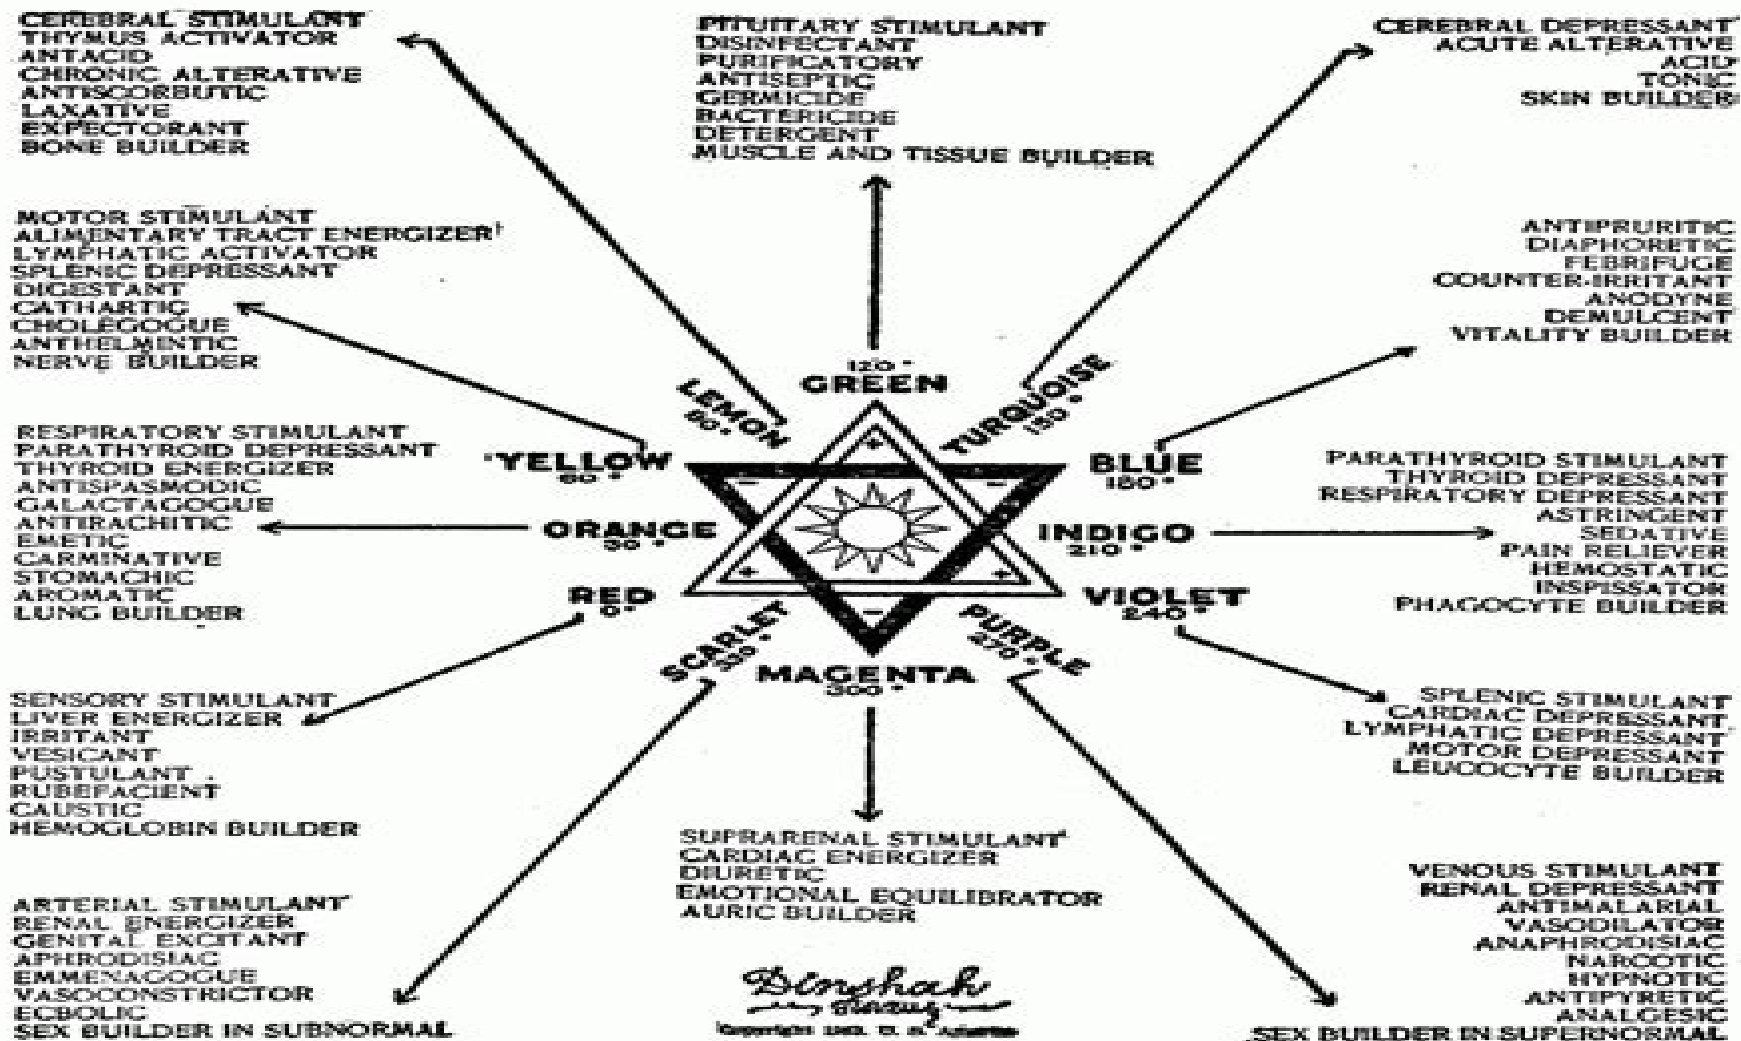 CEREBRAL STIMULANT
THYMUS ACTIVATOR
ANTACID
CHRONIC ALTERATIVE
ANTISCORBUTIC
LAXATIVE
EXPECTORANT
BONE BUILDER
PITUITARY STIMULANT
DISINFECTANT
PURIFICATORY
ANTISEPTIC
GERMICIDE
BACTERICIDE
DETERGENT
MUSCLE AND TISSUE BUILDER
CEREBRAL DEPRESSANT
ACUTE ALTERATIVE
ACID
TONIC
SKIN BUILDER
MOTOR STIMULANT
ALIMENTARY TRACT ENERGIZER
LYMPHATIC ACTIVATOR
SPLENIC DEPRESSANT
DIGESTANT
CATHARTIC
CHOLEGOGUE
ANTHELMINTIC
NERVE BUILDER
ANTIPRURITIC
DIAPHORETIC
FEBRIFUGE
COUNTER-IRRITANT
ANODYNE
DEMULCENT
VITALITY BUILDER
120°
GREEN
LEMON
90°
TURQUOISE
150°
YELLOW
60°
BLUE
180°
ORANGE
30°
INDIGO
210°
RED
0°
VIOLET
240°
SCARLET
330°
PURPLE
270°
MAGENTA
300°
RESPIRATORY STIMULANT
PARATHYROID DEPRESSANT
THYROID ENERGIZER
ANTISPASMODIC
GALACTAGOGUE
ANTIRACHITIC
EMETIC
CARMINATIVE
STOMACHIC
AROMATIC
LUNG BUILDER
PARATHYROID STIMULANT
THYROID DEPRESSANT
RESPIRATORY DEPRESSANT
ASTRINGENT
SEDATIVE
PAIN RELIEVER
HEMOSTATIC
INSPISSATOR
PHAGOCYTE BUILDER
SENSORY STIMULANT
LIVER ENERGIZER
IRRITANT
VESICANT
PUSTULANT
RUBEFACIENT
CAUSTIC
HEMOGLOBIN BUILDER
SPLENIC STIMULANT
CARDIAC DEPRESSANT
LYMPHATIC DEPRESSANT
MOTOR DEPRESSANT
LEUCOCYTE BUILDER
SUPRARENAL STIMULANT
CARDIAC ENERGIZER
DIURETIC
EMOTIONAL EQUILIBRATOR
AURIC BUILDER
ARTERIAL STIMULANT
RENAL ENERGIZER
GENITAL EXCITANT
APHRODISIAC
EMMENAGOGUE
VASOCONSTRICTOR
ECBOLIC
SEX BUILDER IN SUBNORMAL
VENOUS STIMULANT
RENAL DEPRESSANT
ANTIMALARIAL
VASODILATOR
ANAPHRODISIAC
NARCOTIC
HYPNOTIC
ANTIPYRETIC
ANALGESIC
SEX BUILDER IN SUPERNORMAL
Dinshah
Copyright